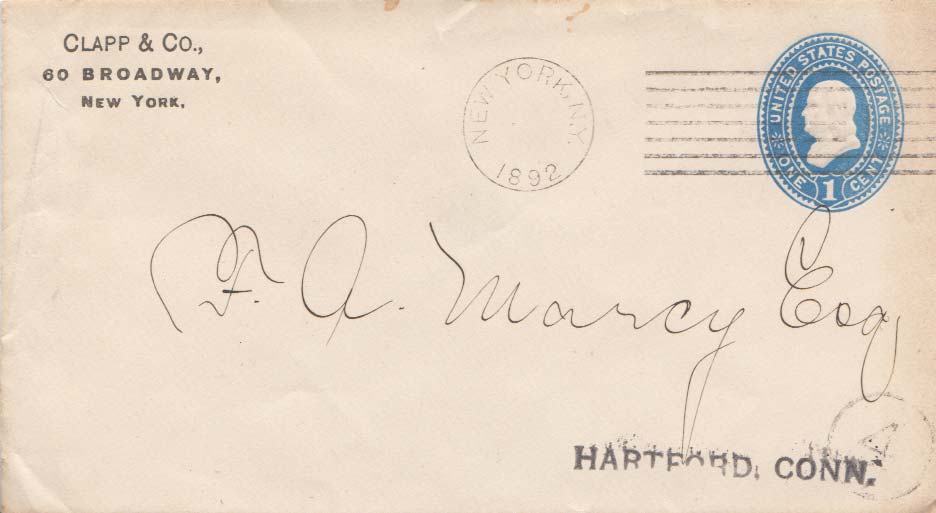 CLAPP & CO.,
60 BROADWAY,
NEW YORK.
NEW YORK, N.Y.
1892
UNITED STATES POSTAGE
ONE 1 CENT
F. A. Marcy Esq
HARTFORD, CONN.
4